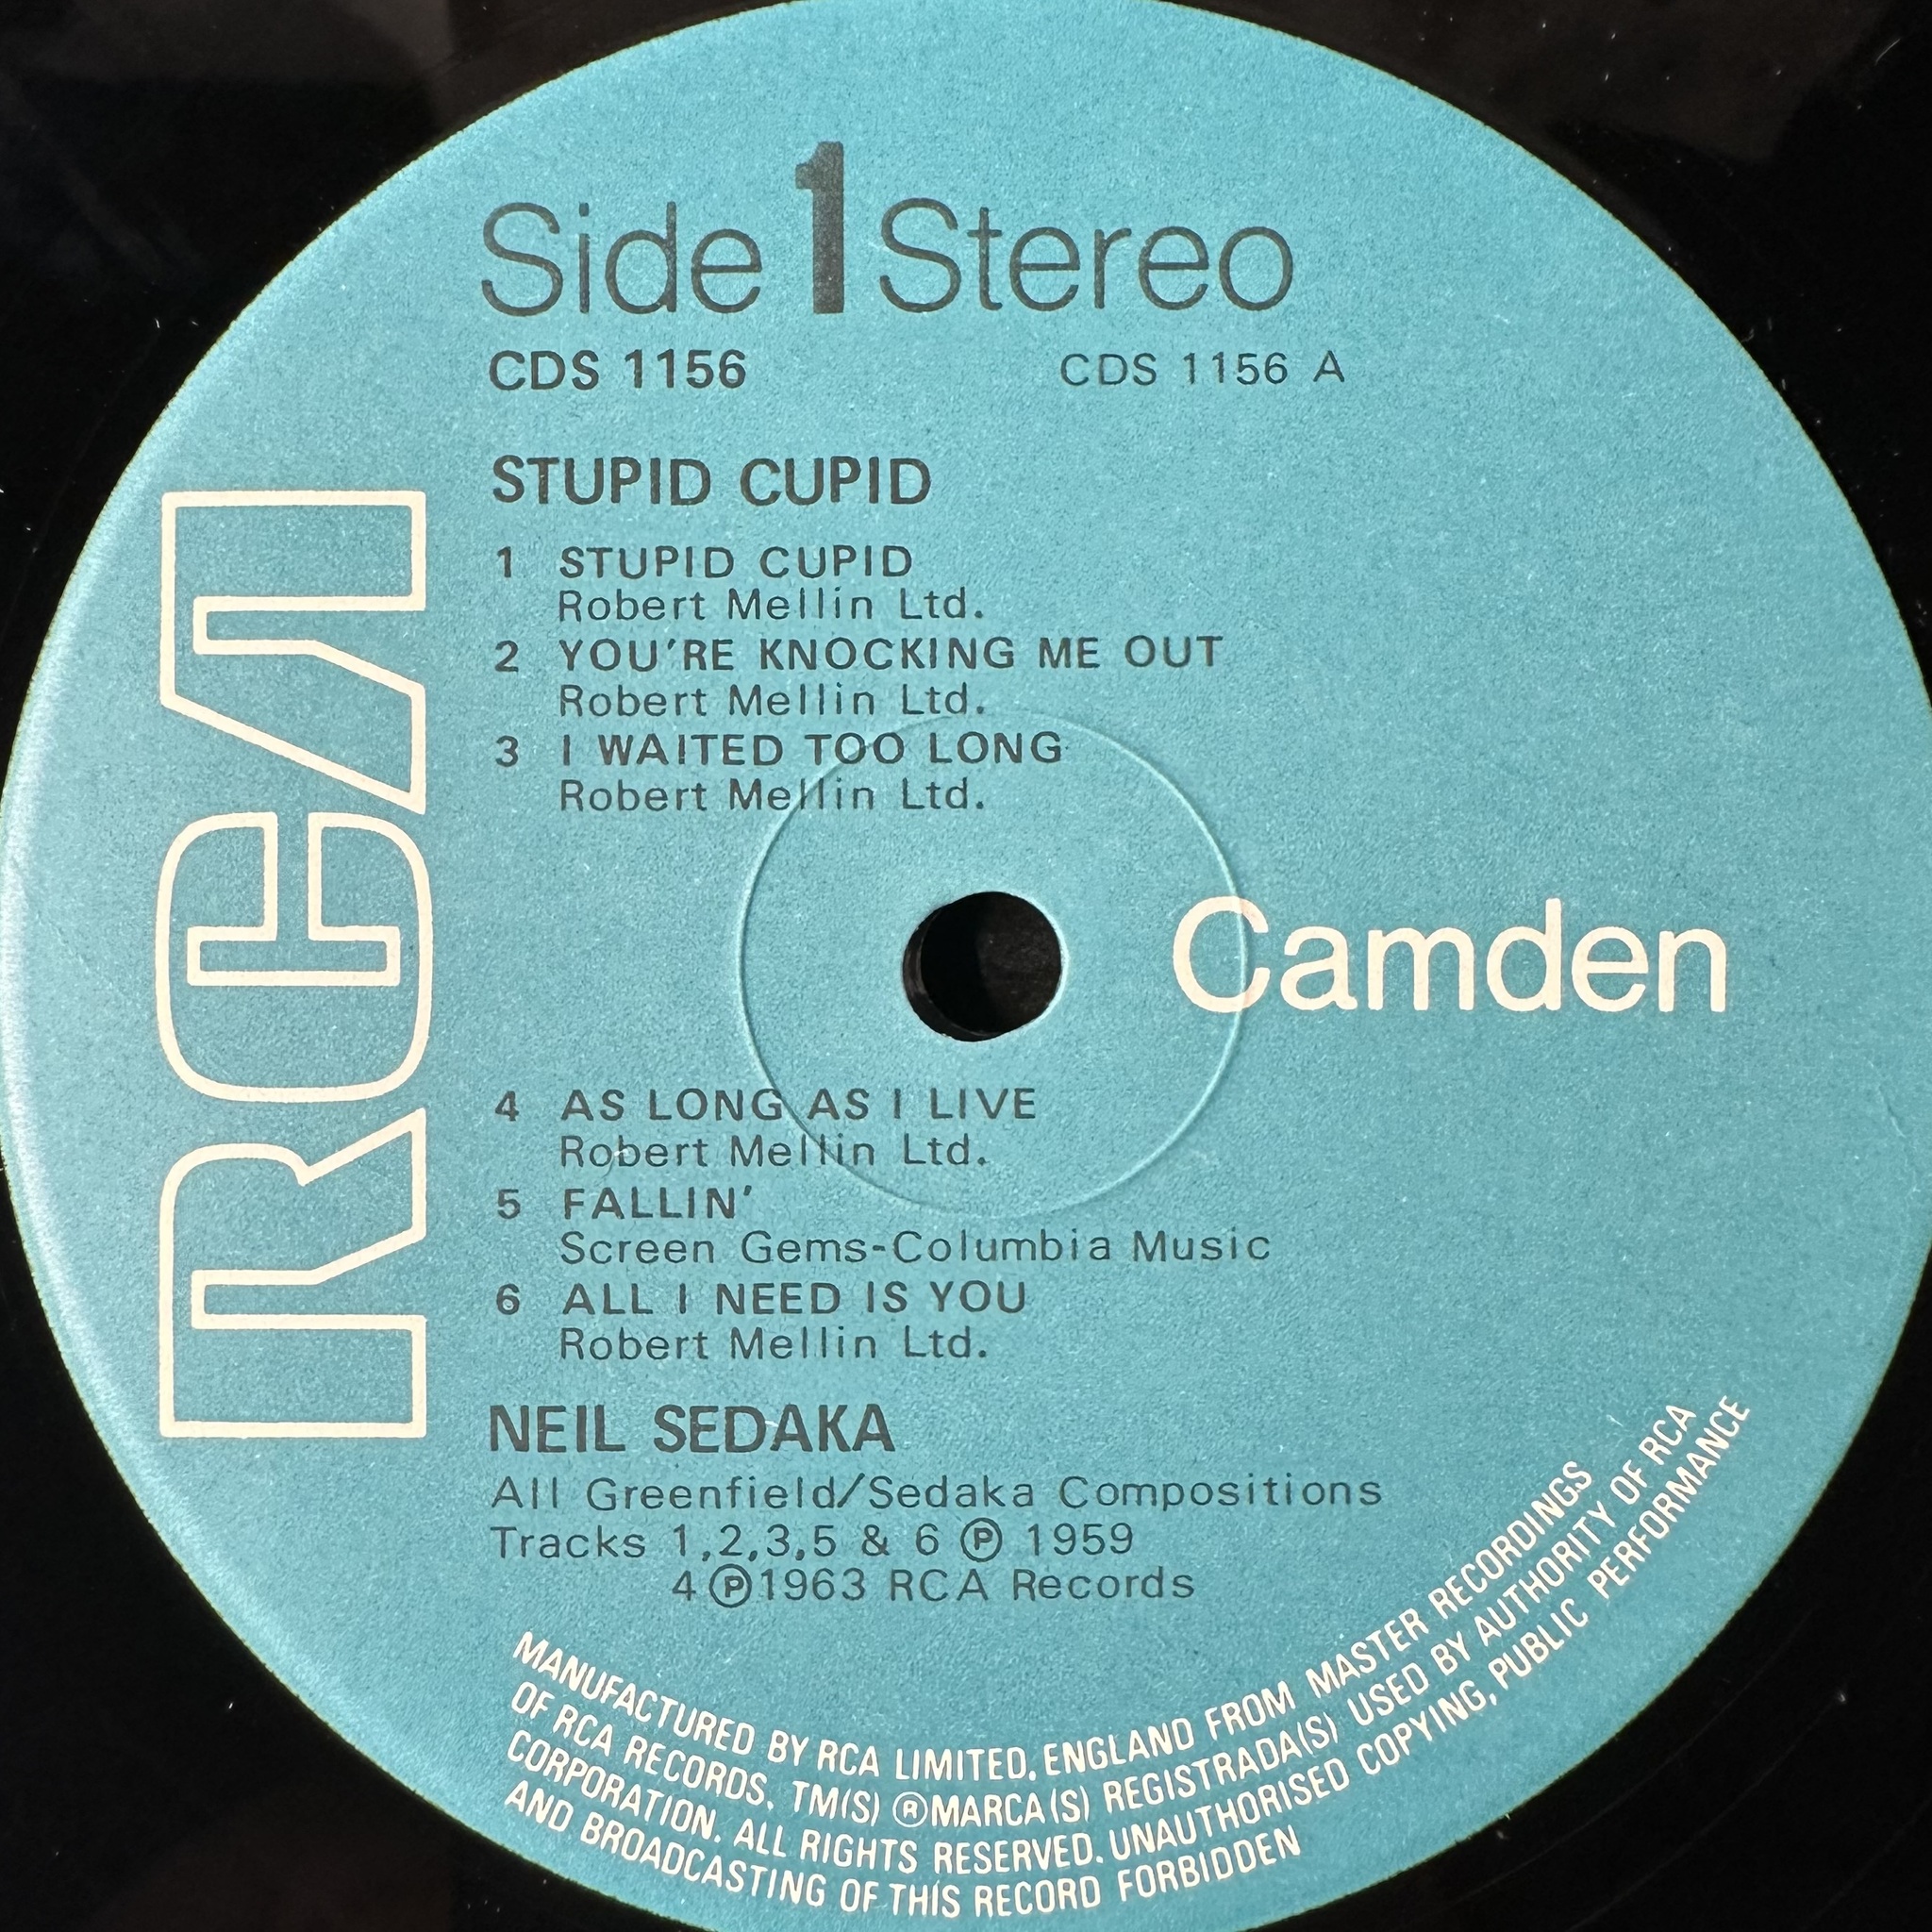 Side 1 Stereo
CDS 1156 CDS 1156 A
STUPID CUPID
1 STUPID CUPID
Robert Mellin Ltd.
2 YOU'RE KNOCKING ME OUT
Robert Mellin Ltd.
3 I WAITED TOO LONG
Robert Mellin Ltd.
RCA
Camden
4 AS LONG AS I LIVE
Robert Mellin Ltd.
5 FALLIN'
Screen Gems-Columbia Music
6 ALL I NEED IS YOU
Robert Mellin Ltd.
NEIL SEDAKA
All Greenfield/Sedaka Compositions
Tracks 1,2,3,5 & 6 Ⓟ 1959
4 Ⓟ 1963 RCA Records
MANUFACTURED BY RCA LIMITED, ENGLAND FROM MASTER RECORDINGS
OF RCA RECORDS. TM(S) ® MARCA(S) REGISTRADA(S) USED BY AUTHORITY OF RCA
CORPORATION. ALL RIGHTS RESERVED. UNAUTHORISED COPYING, PUBLIC PERFORMANCE
AND BROADCASTING OF THIS RECORD FORBIDDEN